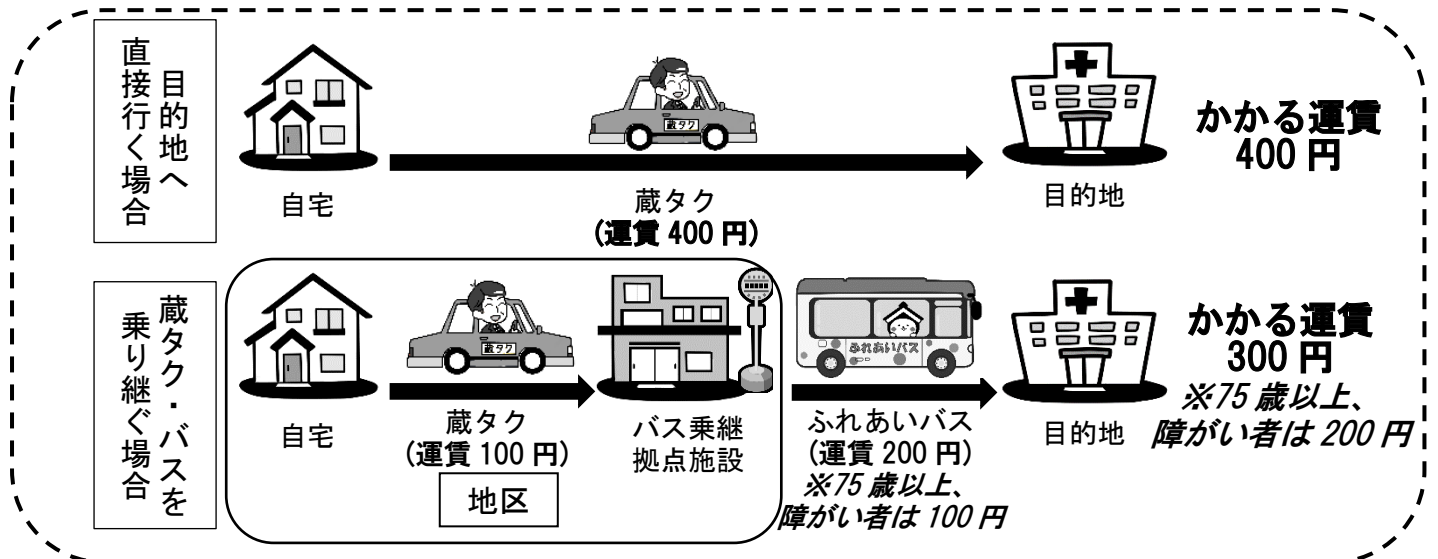 目的地へ
直接行く場合
自宅
蔵タク
蔵タク
(運賃 400 円)
目的地
かかる運賃
400 円
蔵タク・バスを
乗り継ぐ場合
自宅
蔵タク
蔵タク
(運賃 100 円)
地区
バス乗継
拠点施設
ふれあいバス
ふれあいバス
(運賃 200 円)
※75 歳以上、
障がい者は 100 円
目的地
かかる運賃
300 円
※75 歳以上、
障がい者は 200 円